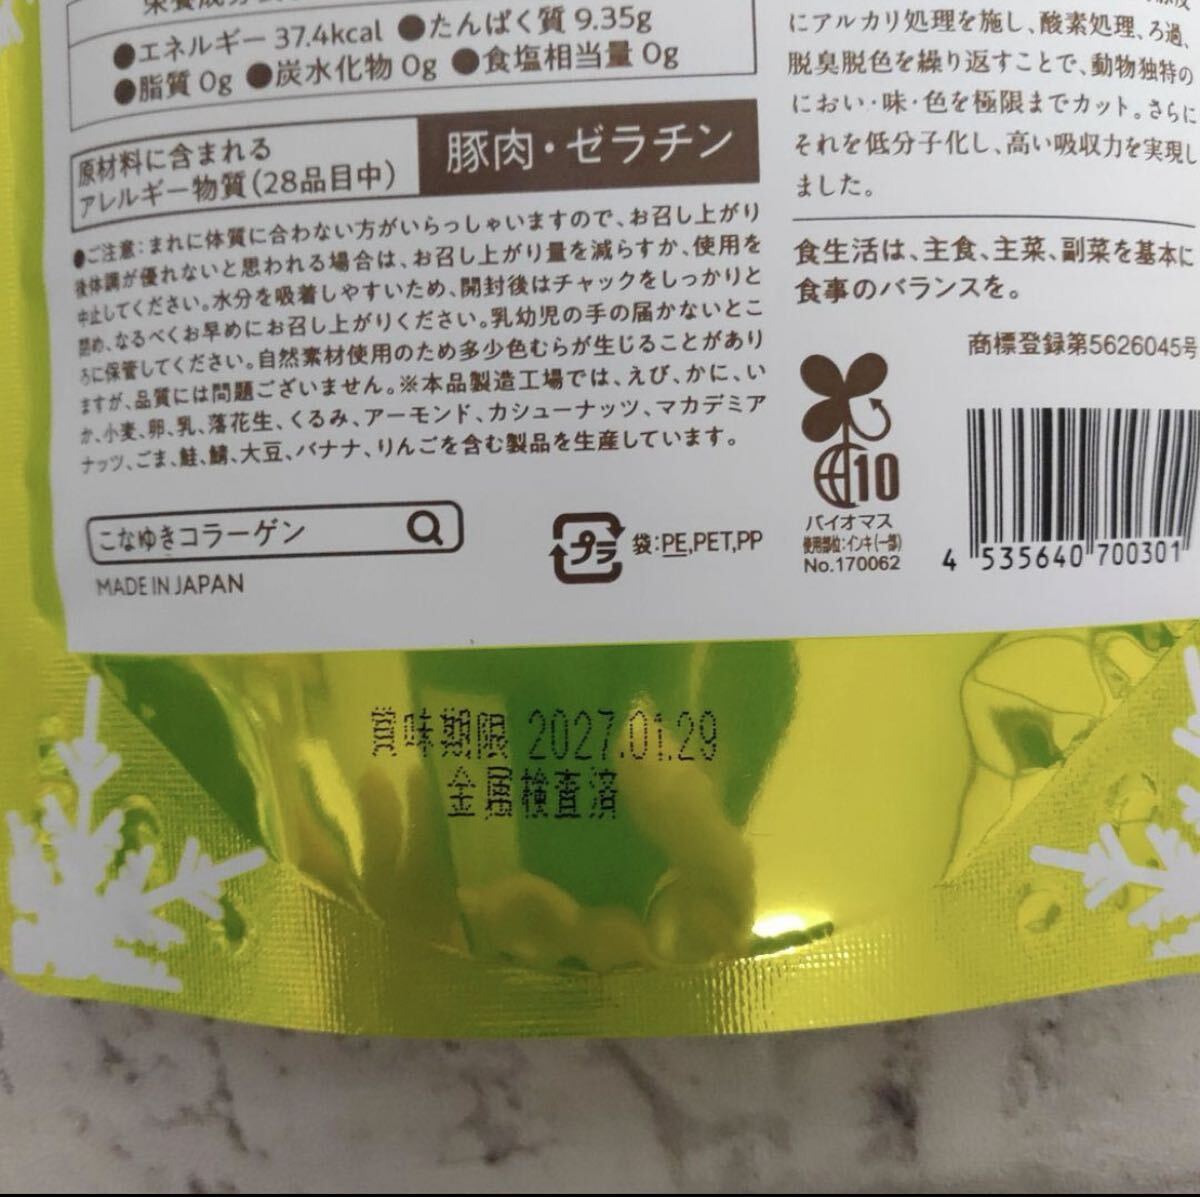 ●エネルギー 37.4kcal ●たんぱく質 9.35g
●脂質 0g ●炭水化物 0g ●食塩相当量 0g
原材料に含まれる
アレルギー物質(28品目中)
豚肉・ゼラチン
●ご注意:まれに体質に合わない方がいらっしゃいますので、お召し上がり
後体調が優れないと思われる場合は、お召し上がり量を減らすか、使用を
中止してください。水分を吸着しやすいため、開封後はチャックをしっかりと
閉め、なるべくお早めにお召し上がりください。乳幼児の手の届かないとこ
ろに保管してください。自然素材使用のため多少色むらが生じることがあり
ますが、品質には問題ございません。※本品製造工場では、えび、かに、い
か、小麦、卵、乳、落花生、くるみ、アーモンド、カシューナッツ、マカデミア
ナッツ、ごま、鮭、鯖、大豆、バナナ、りんごを含む製品を生産しています。
こなゆきコラーゲン
MADE IN JAPAN
プラ
袋:PE,PET,PP
にアルカリ処理を施し、酸素処理、ろ過、
脱臭脱色を繰り返すことで、動物独特の
におい・味・色を極限までカット。さらに
それを低分子化し、高い吸収力を実現し
ました。
食生活は、主食、主菜、副菜を基本に
食事のバランスを。
商標登録第5626045号
10
バイオマス
使用部位:インキ(一部)
No.170062
4 535640 700301
賞味期限 2027.01.29
金属検査済